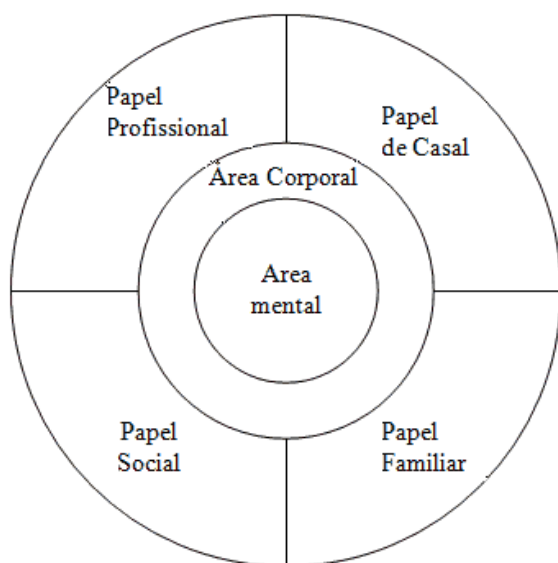 Papel
Profissional
Papel
de Casal
Área Corporal
Area
mental
Papel
Social
Papel
Familiar